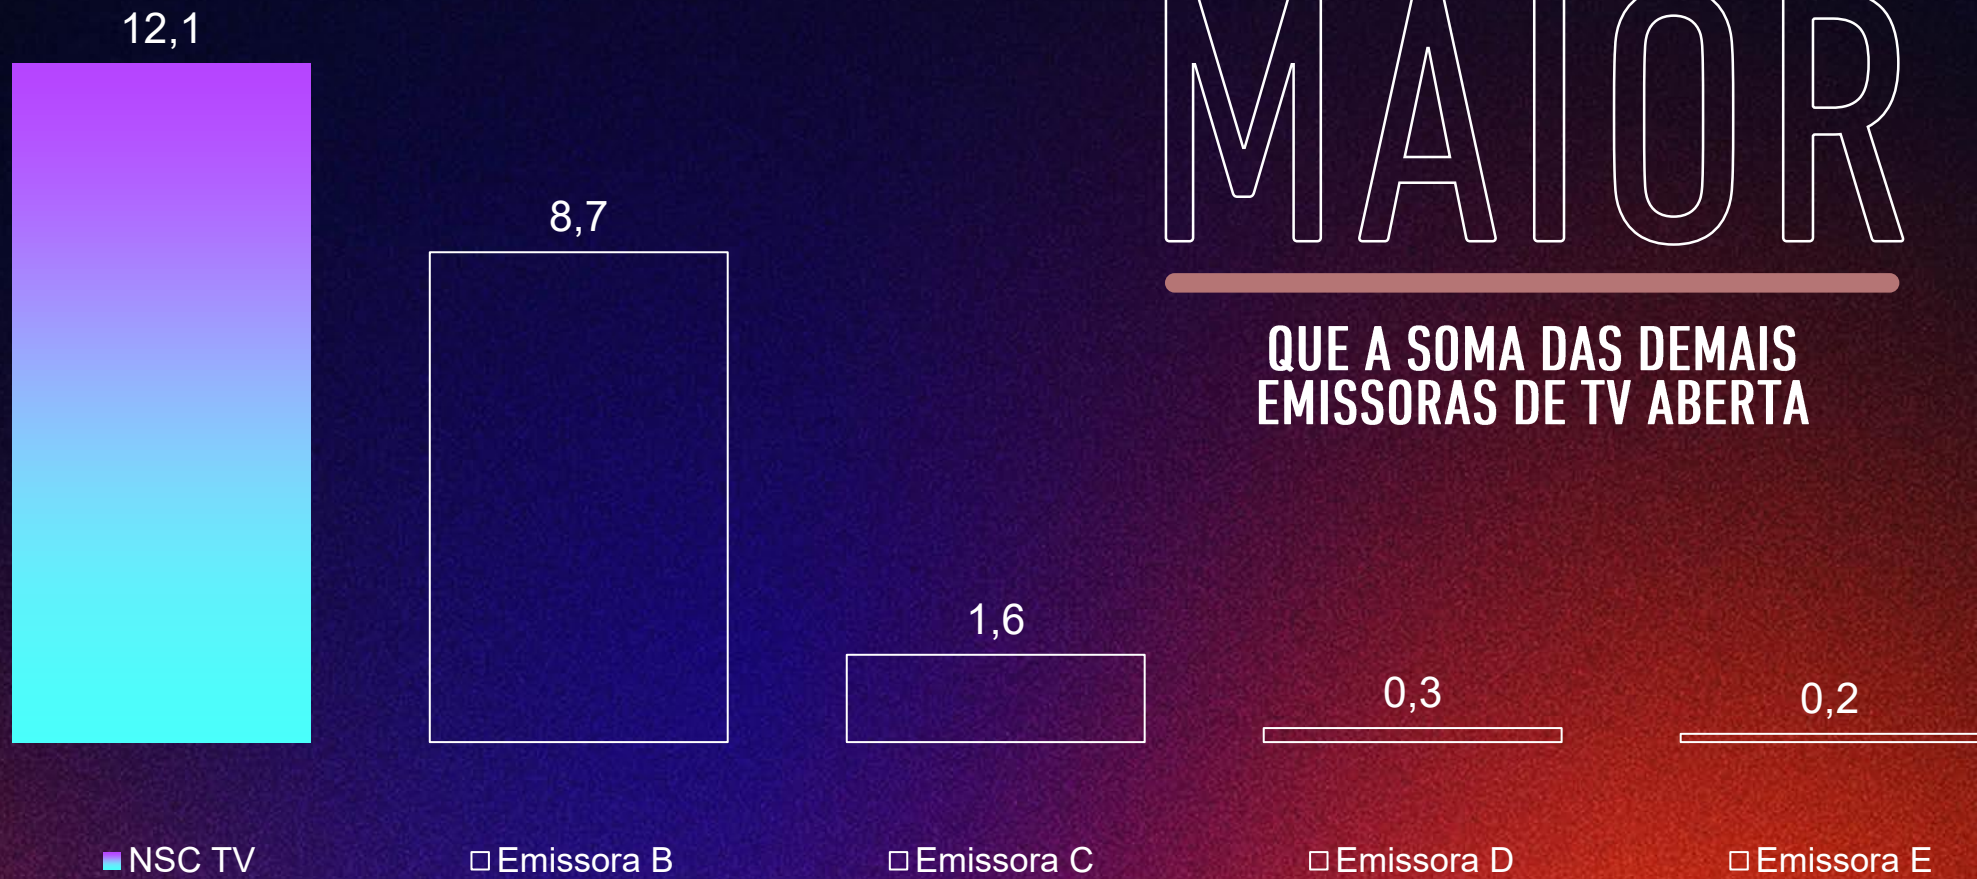 12,1
MAIOR
8,7
QUE A SOMA DAS DEMAIS
EMISSORAS DE TV ABERTA
1,6
0,3
0,2
NSC TV
Emissora B
Emissora C
Emissora D
Emissora E